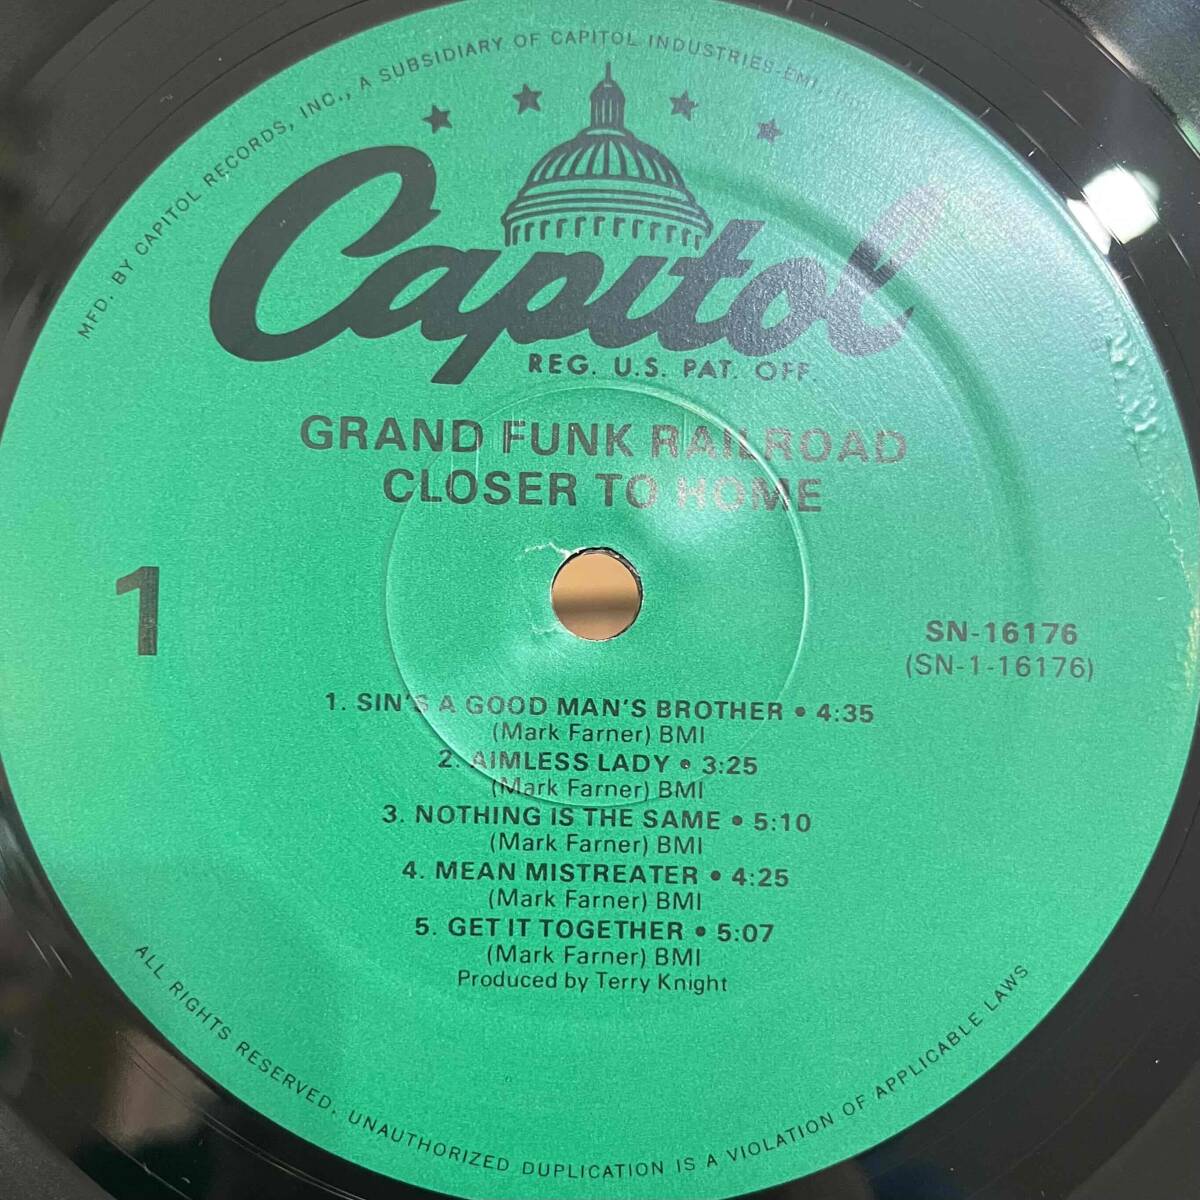 MFD. BY CAPITOL RECORDS, INC., A SUBSIDIARY OF CAPITOL INDUSTRIES-EMI,
Capitol
REG. U.S. PAT. OFF.
GRAND FUNK RAILROAD
CLOSER TO HOME
1
SN-16176
(SN-1-16176)
1. SIN'S A GOOD MAN'S BROTHER • 4:35
(Mark Farner) BMI
2. AIMLESS LADY • 3:25
(Mark Farner) BMI
3. NOTHING IS THE SAME • 5:10
(Mark Farner) BMI
4. MEAN MISTREATER • 4:25
(Mark Farner) BMI
5. GET IT TOGETHER • 5:07
(Mark Farner) BMI
Produced by Terry Knight
ALL RIGHTS RESERVED. UNAUTHORIZED DUPLICATION IS A VIOLATION OF APPLICABLE LAWS